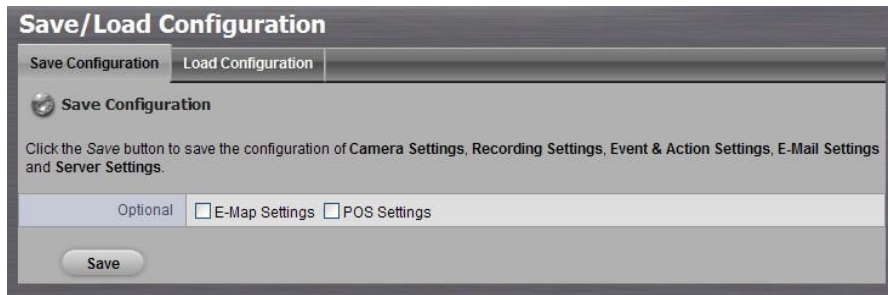 Save/Load Configuration
Save Configuration Load Configuration
Save Configuration
Click the Save button to save the configuration of Camera Settings, Recording Settings, Event & Action Settings, E-Mail Settings
and Server Settings.
Optional E-Map Settings POS Settings
Save